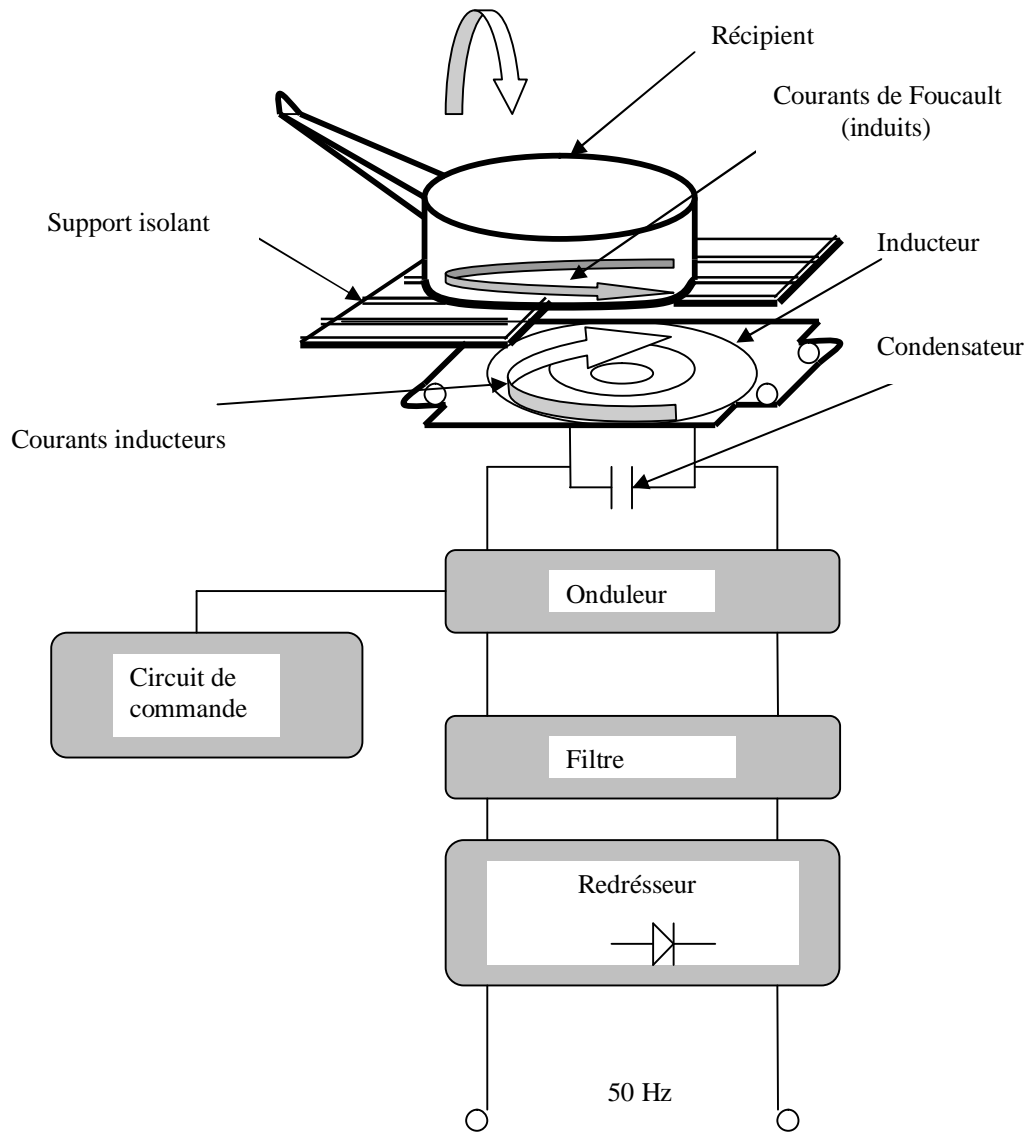 Récipient
Courants de Foucault
(induits)
Support isolant
Inducteur
Condensateur
Courants inducteurs
Onduleur
Circuit de
commande
Filtre
Redrésseur
50 Hz